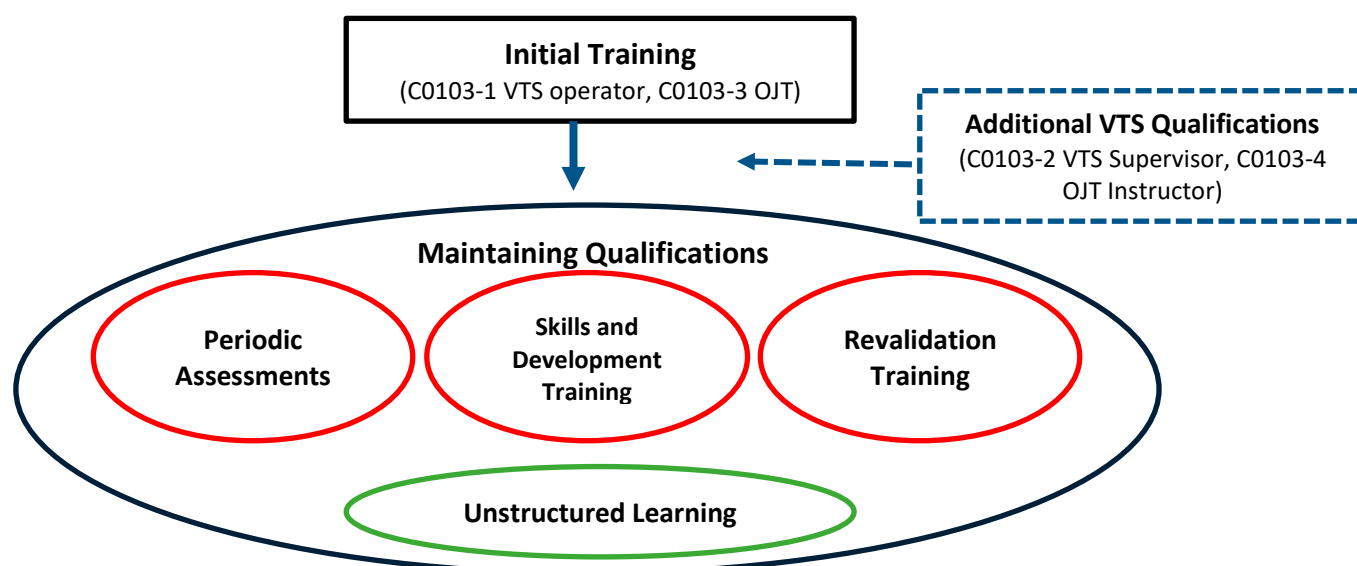 Initial Training
(C0103-1 VTS operator, C0103-3 OJT)
Additional VTS Qualifications
(C0103-2 VTS Supervisor, C0103-4
OJT Instructor)
Maintaining Qualifications
Periodic
Assessments
Skills and
Development
Training
Revalidation
Training
Unstructured Learning